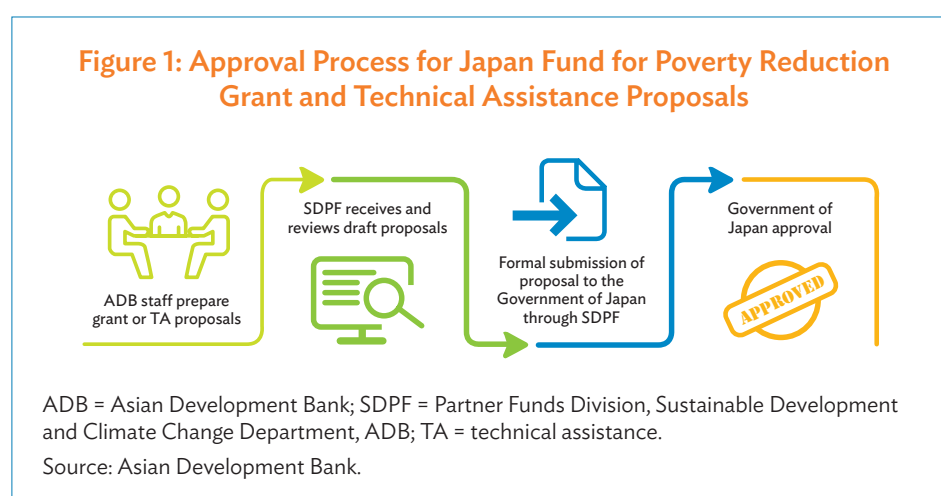 Figure 1: Approval Process for Japan Fund for Poverty Reduction
Grant and Technical Assistance Proposals
ADB staff prepare
grant or TA proposals
SDPF receives and
reviews draft proposals
Formal submission of
proposal to the
Government of Japan
through SDPF
Government of
Japan approval
APPROVED
ADB = Asian Development Bank; SDPF = Partner Funds Division, Sustainable Development
and Climate Change Department, ADB; TA = technical assistance.
Source: Asian Development Bank.